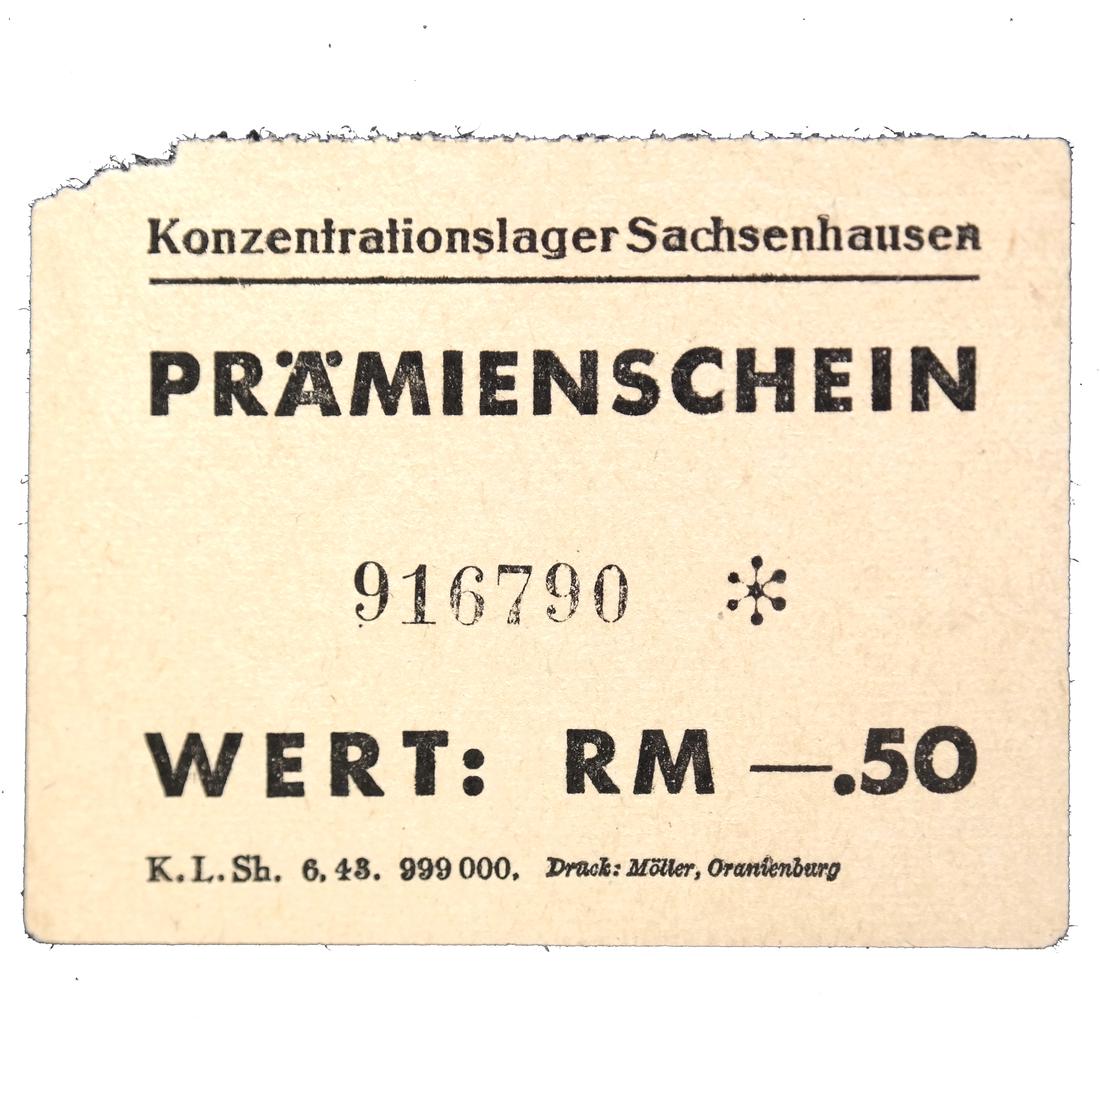 Konzentrationslager Sachsenhausen
PRÄMIENSCHEIN
916790 *
WERT: RM —.50
K. L. Sh. 6. 43. 999 000. Druck: Möller, Oranienburg